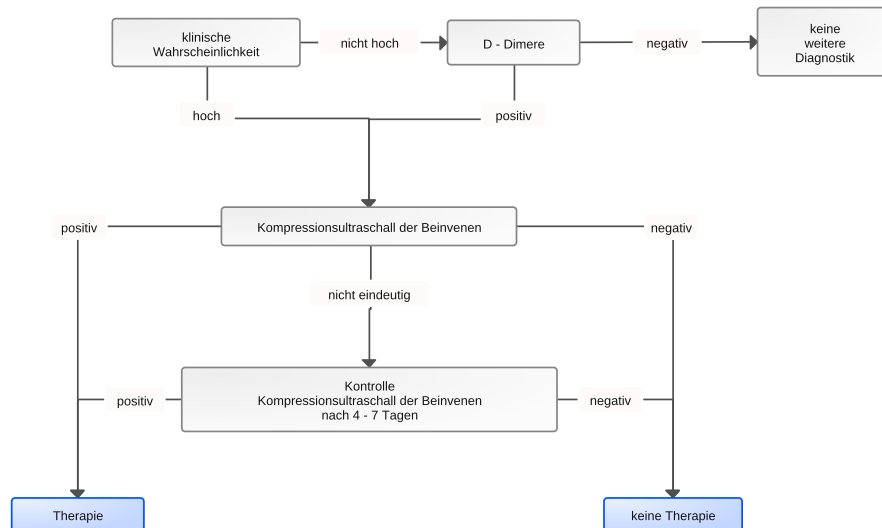 klinische
Wahrscheinlichkeit
nicht hoch
D - Dimere
negativ
keine
weitere
Diagnostik
hoch
positiv
positiv
Kompressionsultraschall der Beinvenen
negativ
nicht eindeutig
Kontrolle
Kompressionsultraschall der Beinvenen
nach 4 - 7 Tagen
positiv
negativ
Therapie
keine Therapie